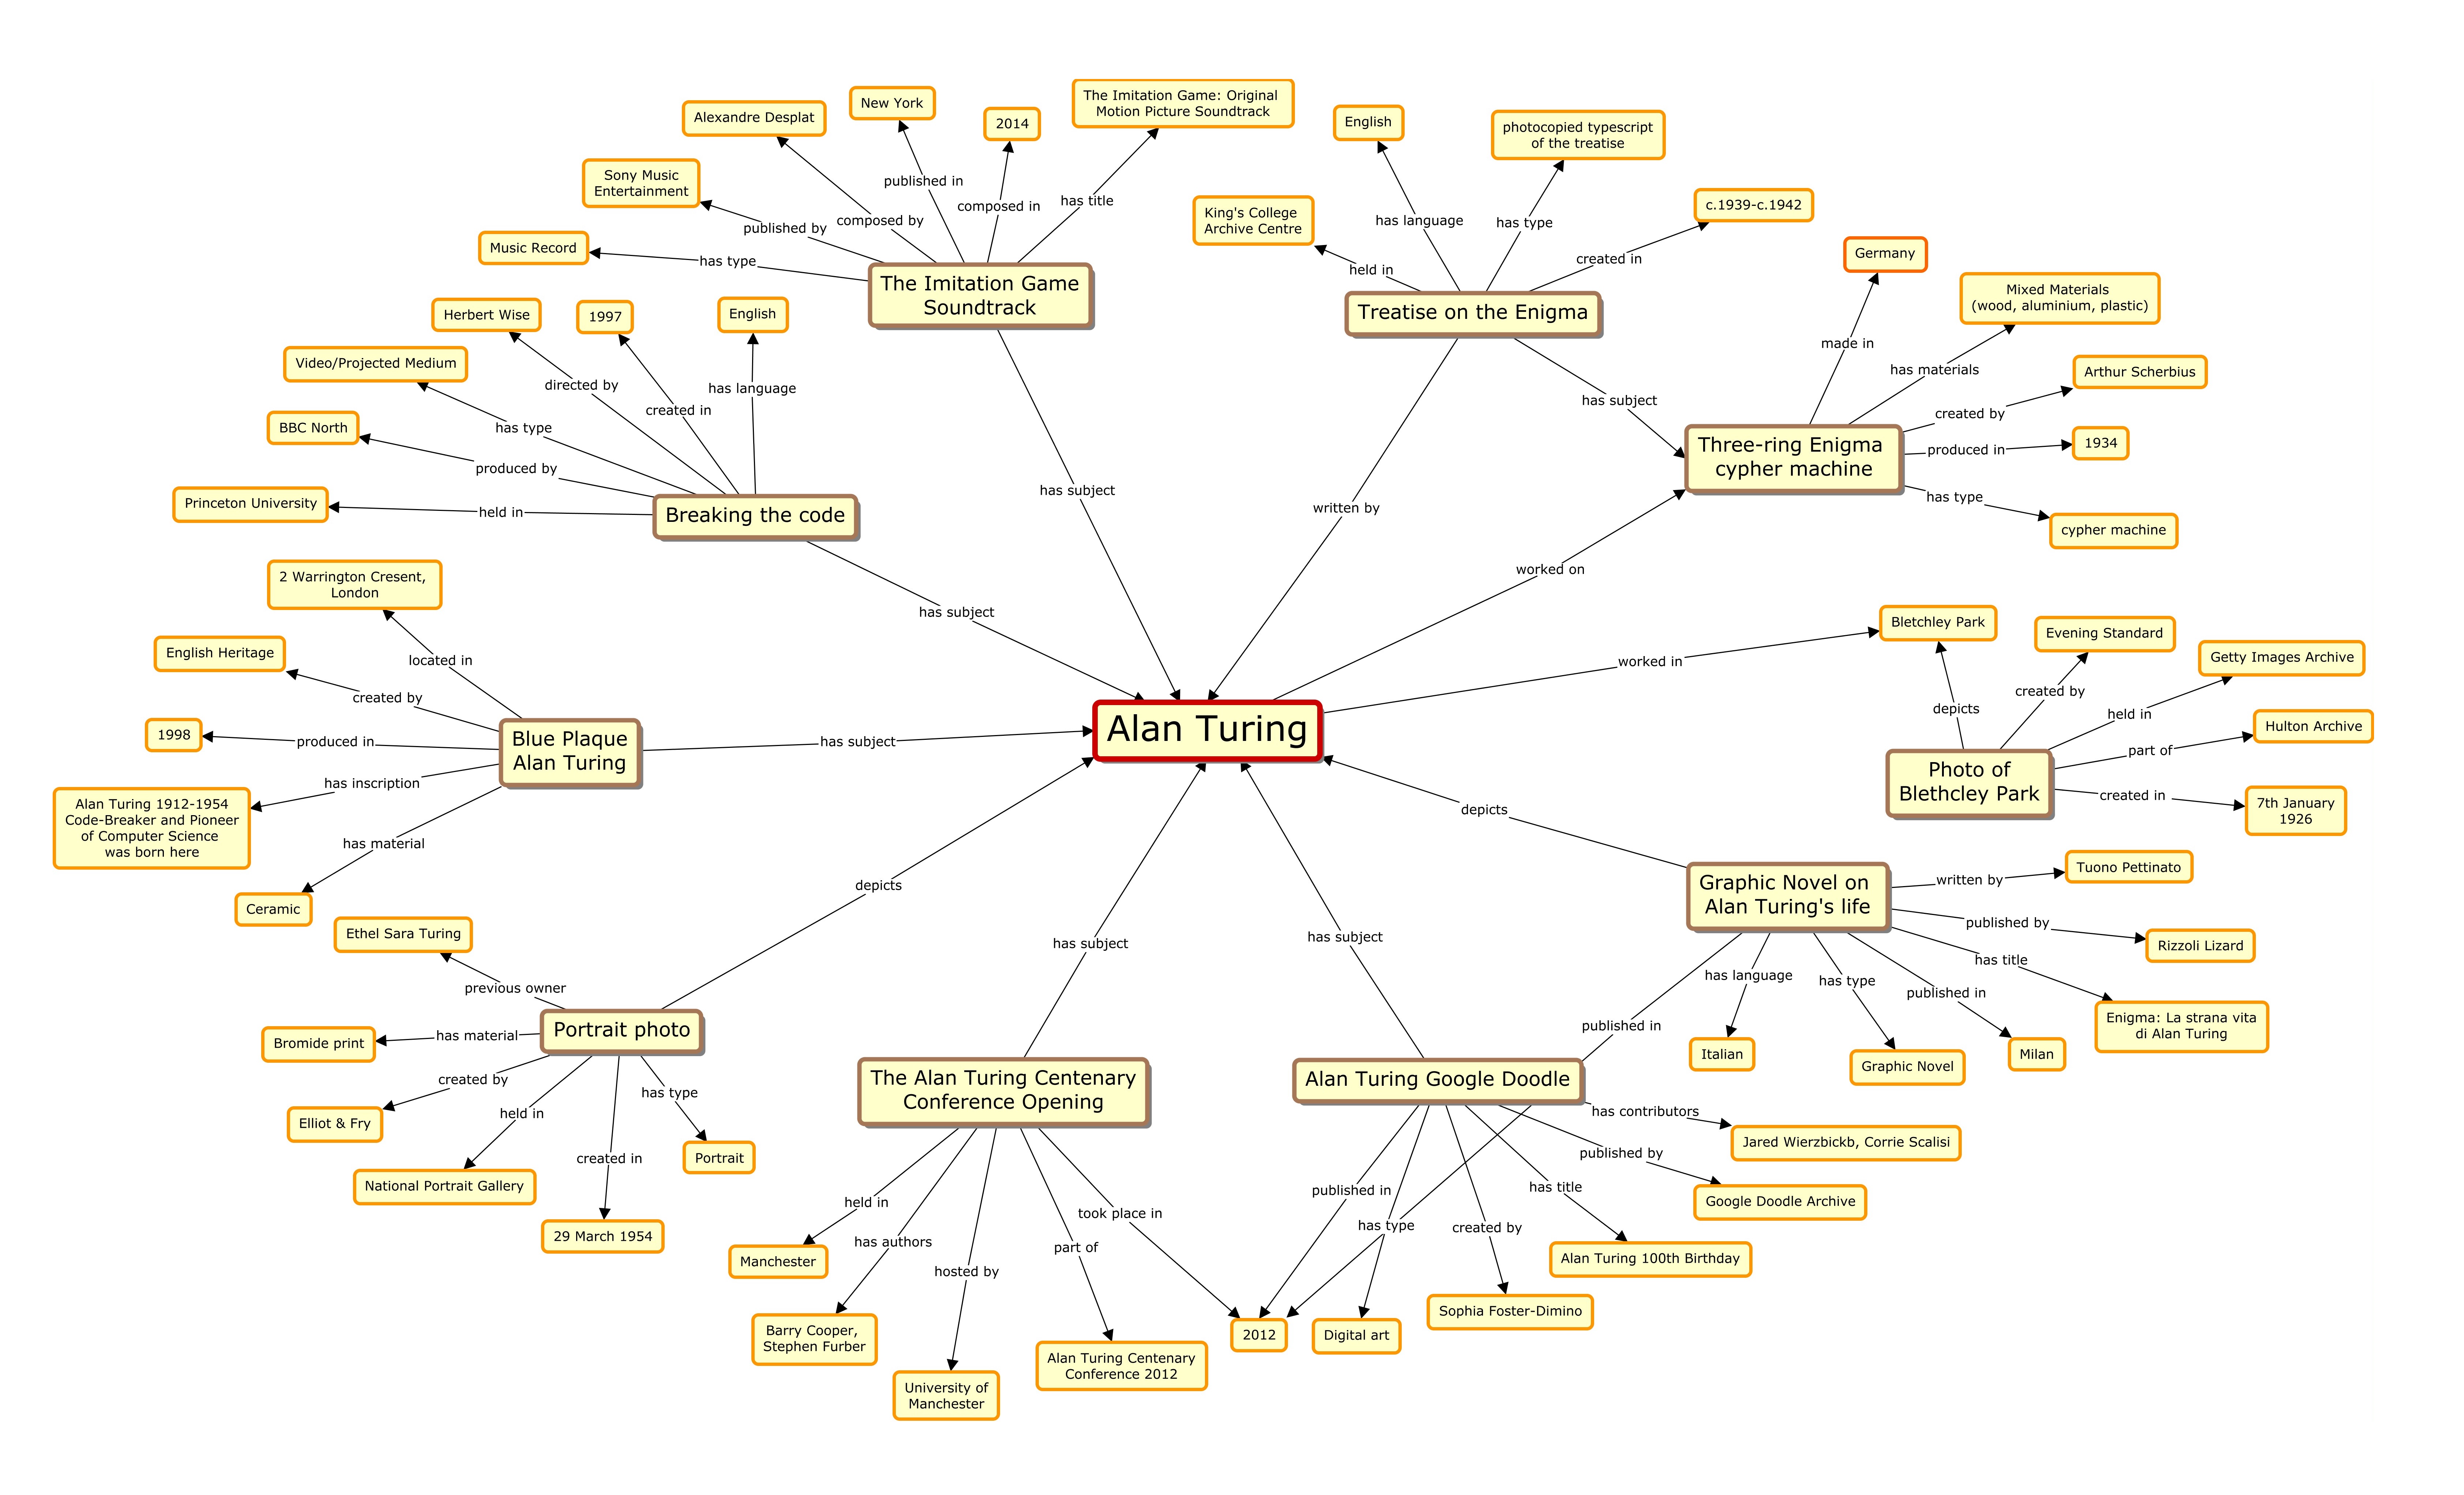 The Imitation Game: Original
Motion Picture Soundtrack
New York
Alexandre Desplat
2014
English
photocopied typescript
of the treatise
published in
Sony Music
Entertainment
composed by
composed in
has title
published by
King's College
Archive Centre
has language
has type
c.1939-c.1942
Music Record
has type
held in
created in
Germany
The Imitation Game
Soundtrack
Treatise on the Enigma
Mixed Materials
(wood, aluminium, plastic)
Herbert Wise
1997
English
made in
has materials
Arthur Scherbius
Video/Projected Medium
directed by
has language
created in
has subject
created by
BBC North
has type
Three-ring Enigma
cypher machine
produced in
1934
produced by
has type
cypher machine
Princeton University
held in
Breaking the code
has subject
written by
worked on
2 Warrington Cresent,
London
has subject
Bletchley Park
Evening Standard
Getty Images Archive
English Heritage
located in
worked in
created by
created by
depicts
held in
1998
produced in
Blue Plaque
Alan Turing
has subject
Alan Turing
Hulton Archive
part of
Photo of
Blethcley Park
has inscription
created in
7th January
1926
Alan Turing 1912-1954
Code-Breaker and Pioneer
of Computer Science
was born here
depicts
has material
Ceramic
depicts
Graphic Novel on
Alan Turing's life
written by
Tuono Pettinato
published by
Rizzoli Lizard
Ethel Sara Turing
has subject
has subject
has title
previous owner
has language
has type
published in
Enigma: La strana vita
di Alan Turing
Portrait photo
Bromide print
has material
published in
Italian
Graphic Novel
Milan
created by
has type
The Alan Turing Centenary
Conference Opening
Alan Turing Google Doodle
Elliot & Fry
held in
has contributors
Jared Wierzbickb, Corrie Scalisi
created in
Portrait
published by
National Portrait Gallery
Google Doodle Archive
29 March 1954
held in
took place in
published in
has title
has type
created by
Manchester
has authors
part of
Alan Turing 100th Birthday
hosted by
Sophia Foster-Dimino
Barry Cooper,
Stephen Furber
2012
Digital art
Alan Turing Centenary
Conference 2012
University of
Manchester